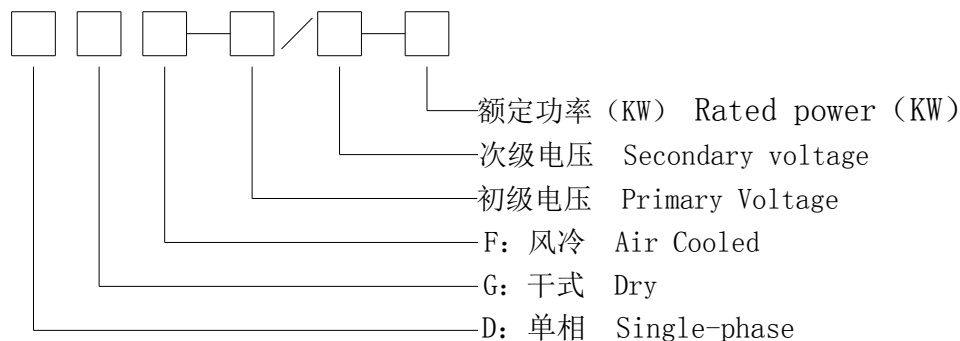 额定功率（KW） Rated power（KW）
次级电压 Secondary voltage
初级电压 Primary Voltage
F：风冷 Air Cooled
G：干式 Dry
D：单相 Single-phase